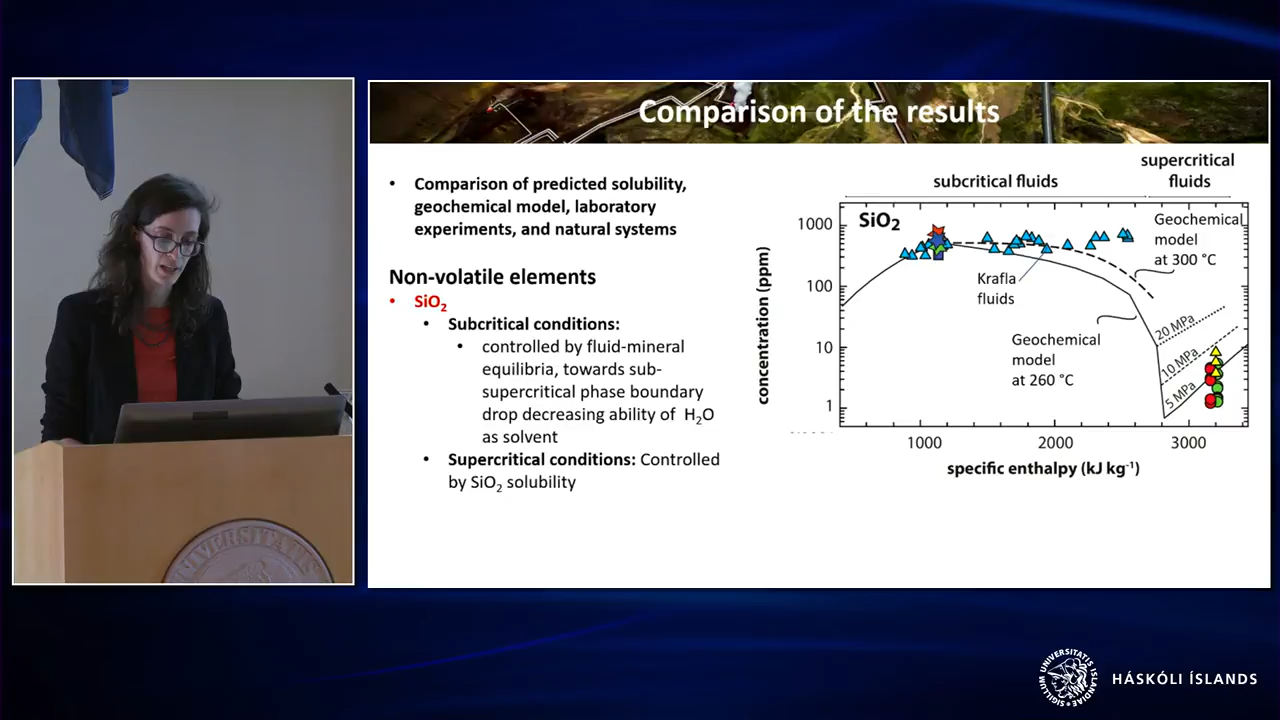 Comparison of the results
• Comparison of predicted solubility,
geochemical model, laboratory
experiments, and natural systems
Non-volatile elements
• SiO₂
• Subcritical conditions:
• controlled by fluid-mineral
equilibria, towards sub-
supercritical phase boundary
drop decreasing ability of H₂O
as solvent
• Supercritical conditions: Controlled
by SiO₂ solubility
supercritical
fluids
subcritical fluids
SiO₂
Geochemical
model
at 300 °C
Krafla
fluids
Geochemical
model
at 260 °C
20 MPa
10 MPa
5 MPa
concentration (ppm)
1000
100
10
1
1000 2000 3000
specific enthalpy (kJ kg⁻¹)
UNIVERSITATIS
SIGILLUM UNIVERSITATIS ISLANDIAE
HÁSKÓLI ÍSLANDS